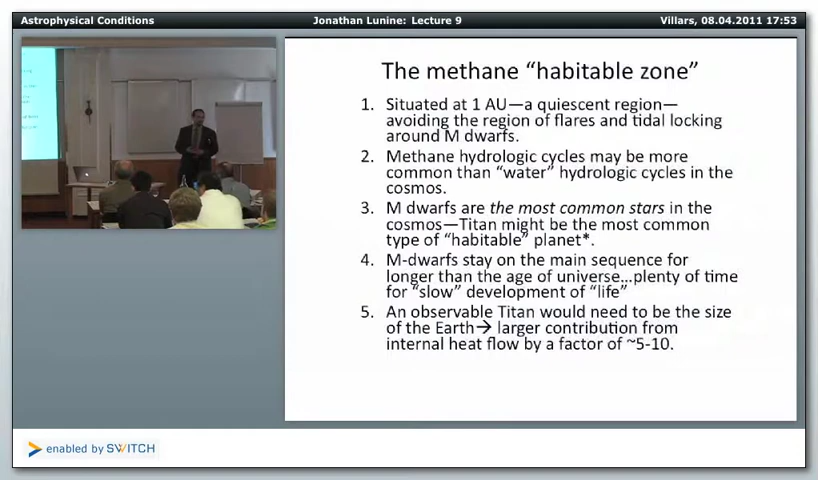 Astrophysical Conditions
Jonathan Lunine: Lecture 9
Villars, 08.04.2011 17:53
The methane “habitable zone”
1. Situated at 1 AU—a quiescent region—
avoiding the region of flares and tidal locking
around M dwarfs.
2. Methane hydrologic cycles may be more
common than “water” hydrologic cycles in the
cosmos.
3. M dwarfs are the most common stars in the
cosmos—Titan might be the most common
type of “habitable” planet*.
4. M-dwarfs stay on the main sequence for
longer than the age of universe...plenty of time
for “slow” development of “life”
5. An observable Titan would need to be the size
of the Earth→ larger contribution from
internal heat flow by a factor of ~5-10.
enabled by SWITCH